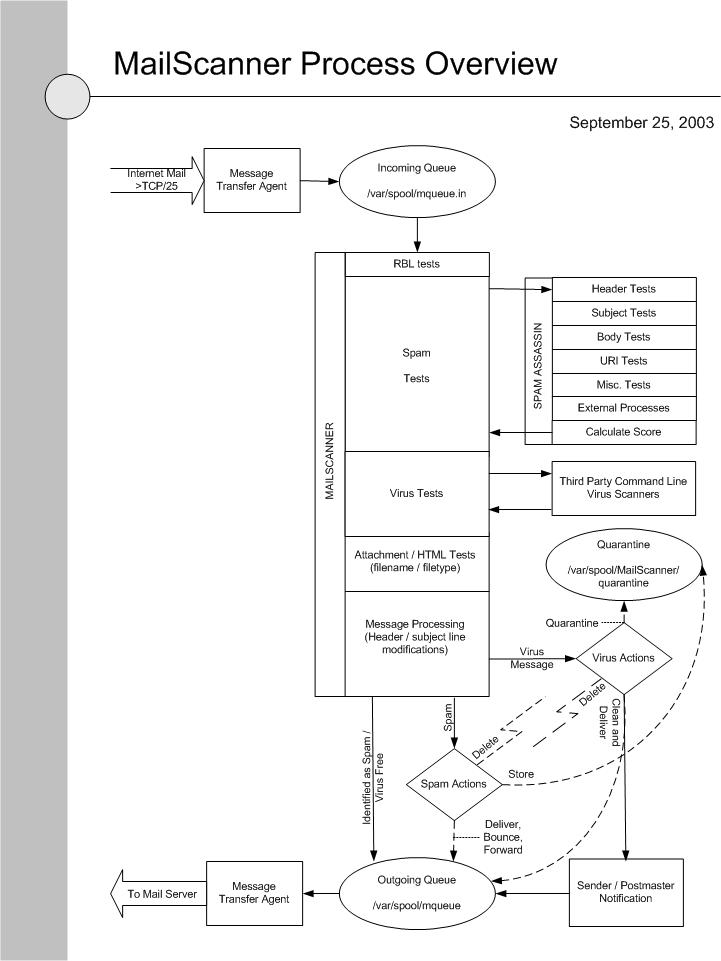 MailScanner Process Overview
September 25, 2003
Internet Mail
>TCP/25
Message
Transfer Agent
Incoming Queue
/var/spool/mqueue.in
MAILSCANNER
RBL tests
Spam
Tests
SPAM ASSASSIN
Header Tests
Subject Tests
Body Tests
URI Tests
Misc. Tests
External Processes
Calculate Score
Virus Tests
Third Party Command Line
Virus Scanners
Attachment / HTML Tests
(filename / filetype)
Quarantine
/var/spool/MailScanner/
quarantine
Message Processing
(Header / subject line
modifications)
Quarantine
Virus
Message
Virus Actions
Delete
Clean and
Deliver
Spam
Delete
Identified as Spam /
Virus Free
Spam Actions
Store
Deliver,
Bounce,
Forward
To Mail Server
Message
Transfer Agent
Outgoing Queue
/var/spool/mqueue
Sender / Postmaster
Notification